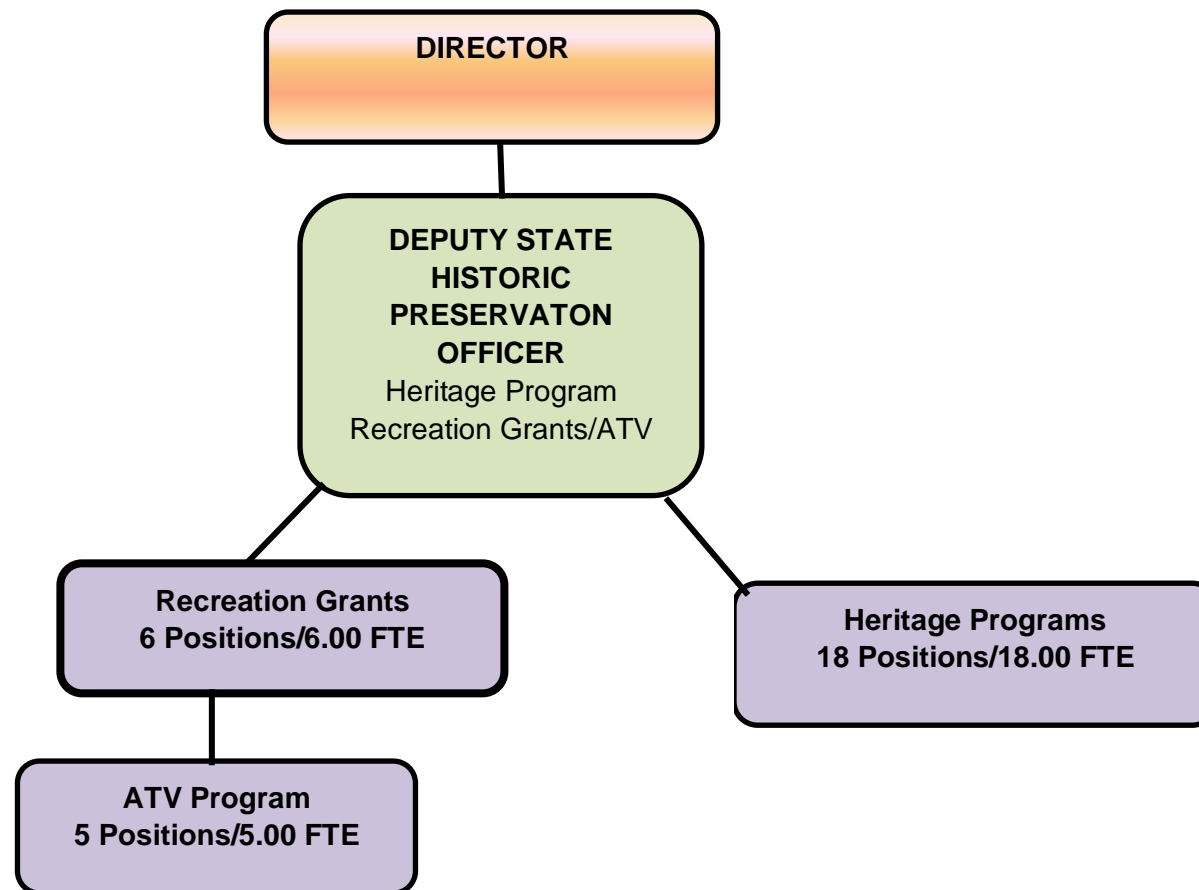 DIRECTOR
DEPUTY STATE
HISTORIC
PRESERVATON
OFFICER
Heritage Program
Recreation Grants/ATV
Recreation Grants
6 Positions/6.00 FTE
Heritage Programs
18 Positions/18.00 FTE
ATV Program
5 Positions/5.00 FTE